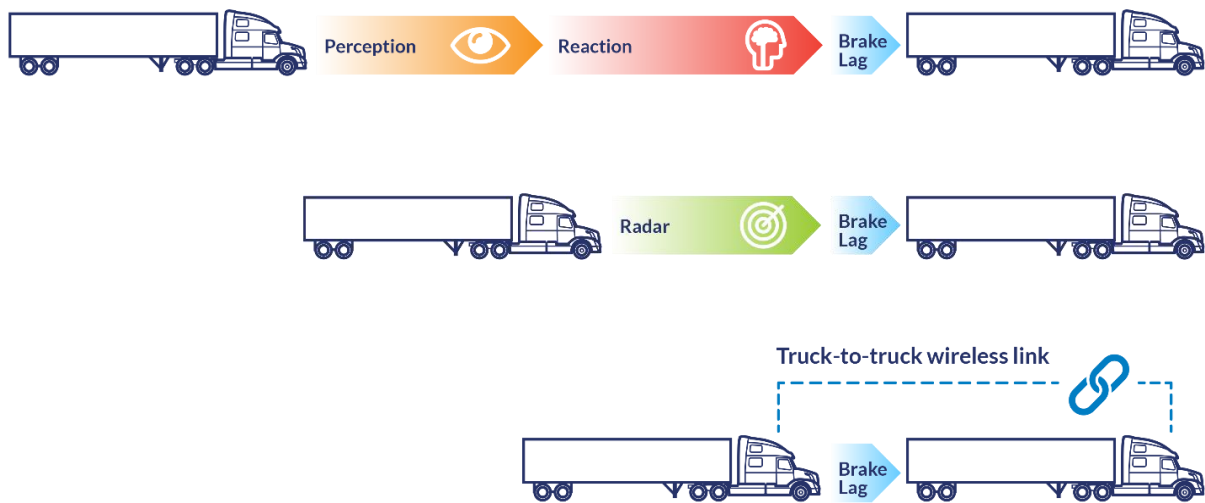 Perception
Reaction
Brake
Lag
Radar
Brake
Lag
Truck-to-truck wireless link
Brake
Lag